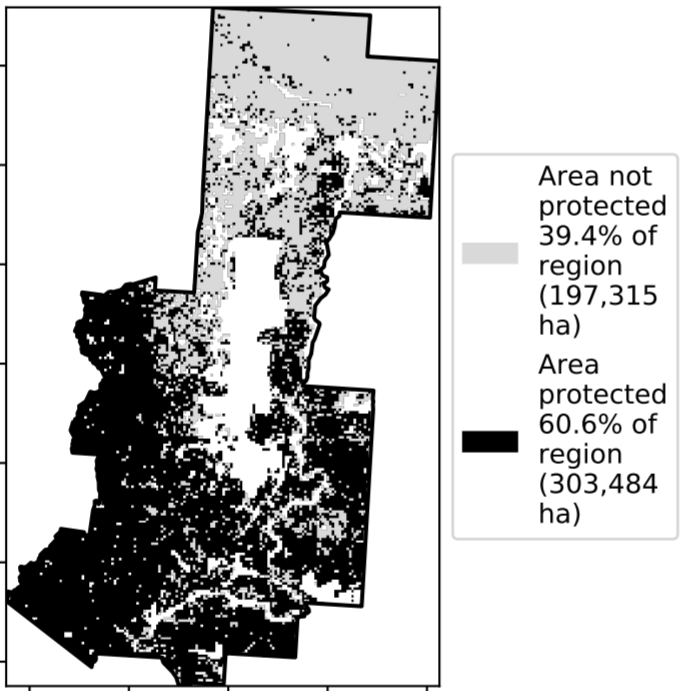 Area not
protected
39.4% of
region
(197,315
ha)
Area
protected
60.6% of
region
(303,484
ha)